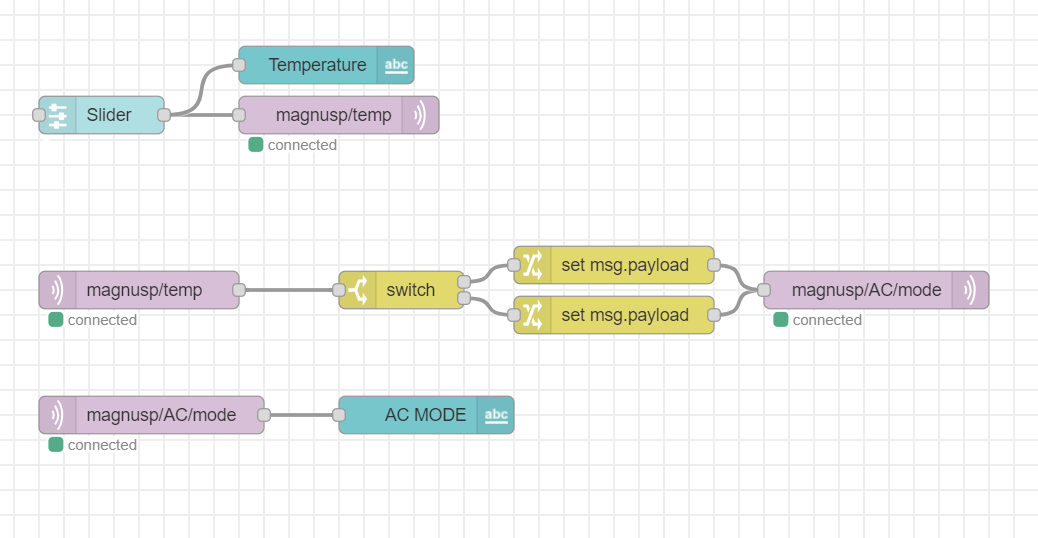 Temperature abc
Slider
magnusp/temp
connected
magnusp/temp
connected
switch
set msg.payload
set msg.payload
magnusp/AC/mode
connected
magnusp/AC/mode
connected
AC MODE abc